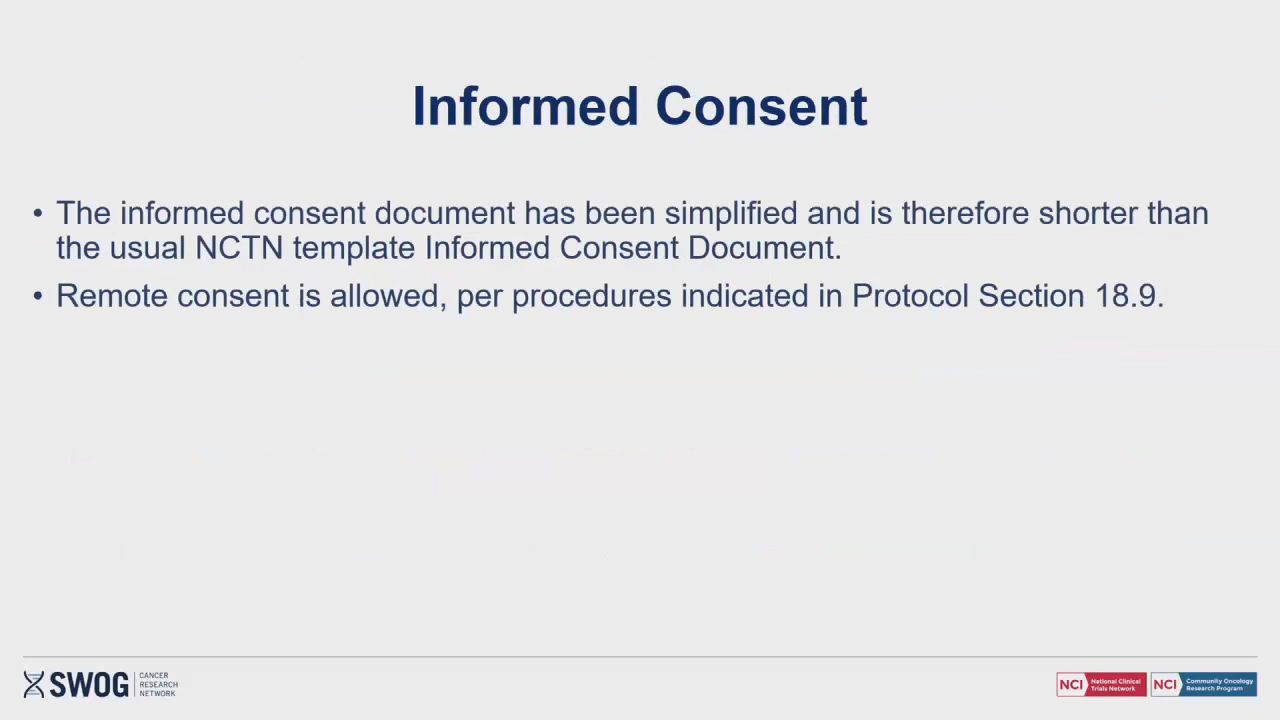 Informed Consent
• The informed consent document has been simplified and is therefore shorter than
the usual NCTN template Informed Consent Document.
• Remote consent is allowed, per procedures indicated in Protocol Section 18.9.
SWOG
CANCER
RESEARCH
NETWORK
NCI
National Clinical
Trials Network
NCI
Community Oncology
Research Program